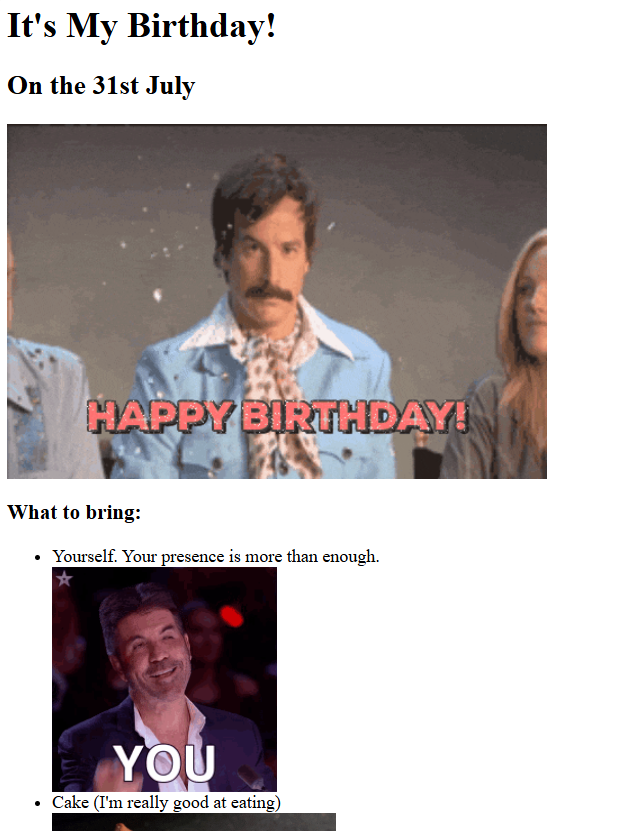 It's My Birthday!
On the 31st July
HAPPY BIRTHDAY!
What to bring:
• Yourself. Your presence is more than enough.
YOU
• Cake (I'm really good at eating)